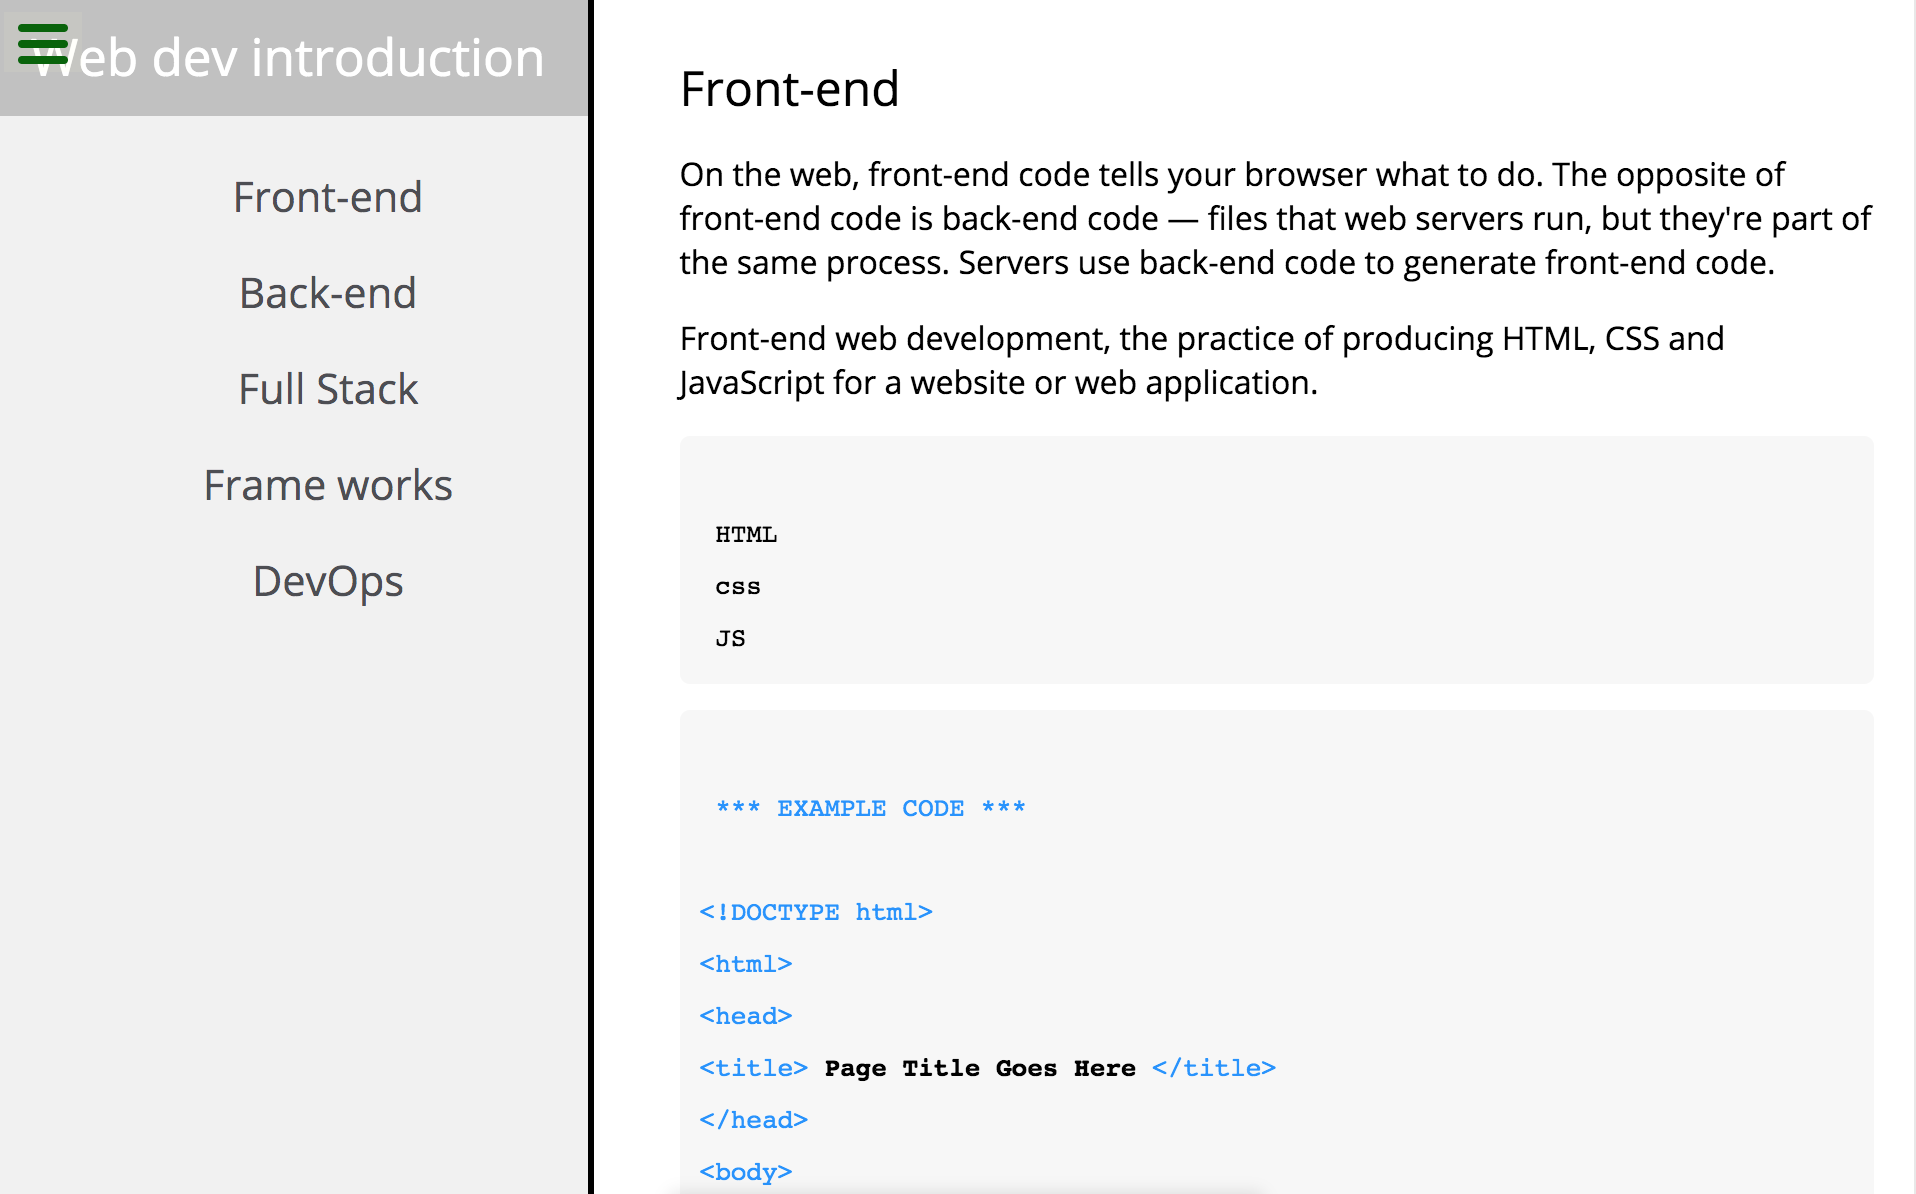 Web dev introduction
Front-end
Back-end
Full Stack
Frame works
DevOps
Front-end
On the web, front-end code tells your browser what to do. The opposite of
front-end code is back-end code — files that web servers run, but they're part of
the same process. Servers use back-end code to generate front-end code.
Front-end web development, the practice of producing HTML, CSS and
JavaScript for a website or web application.
HTML
css
JS
*** EXAMPLE CODE ***
<!DOCTYPE html>
<html>
<head>
<title> Page Title Goes Here </title>
</head>
<body>